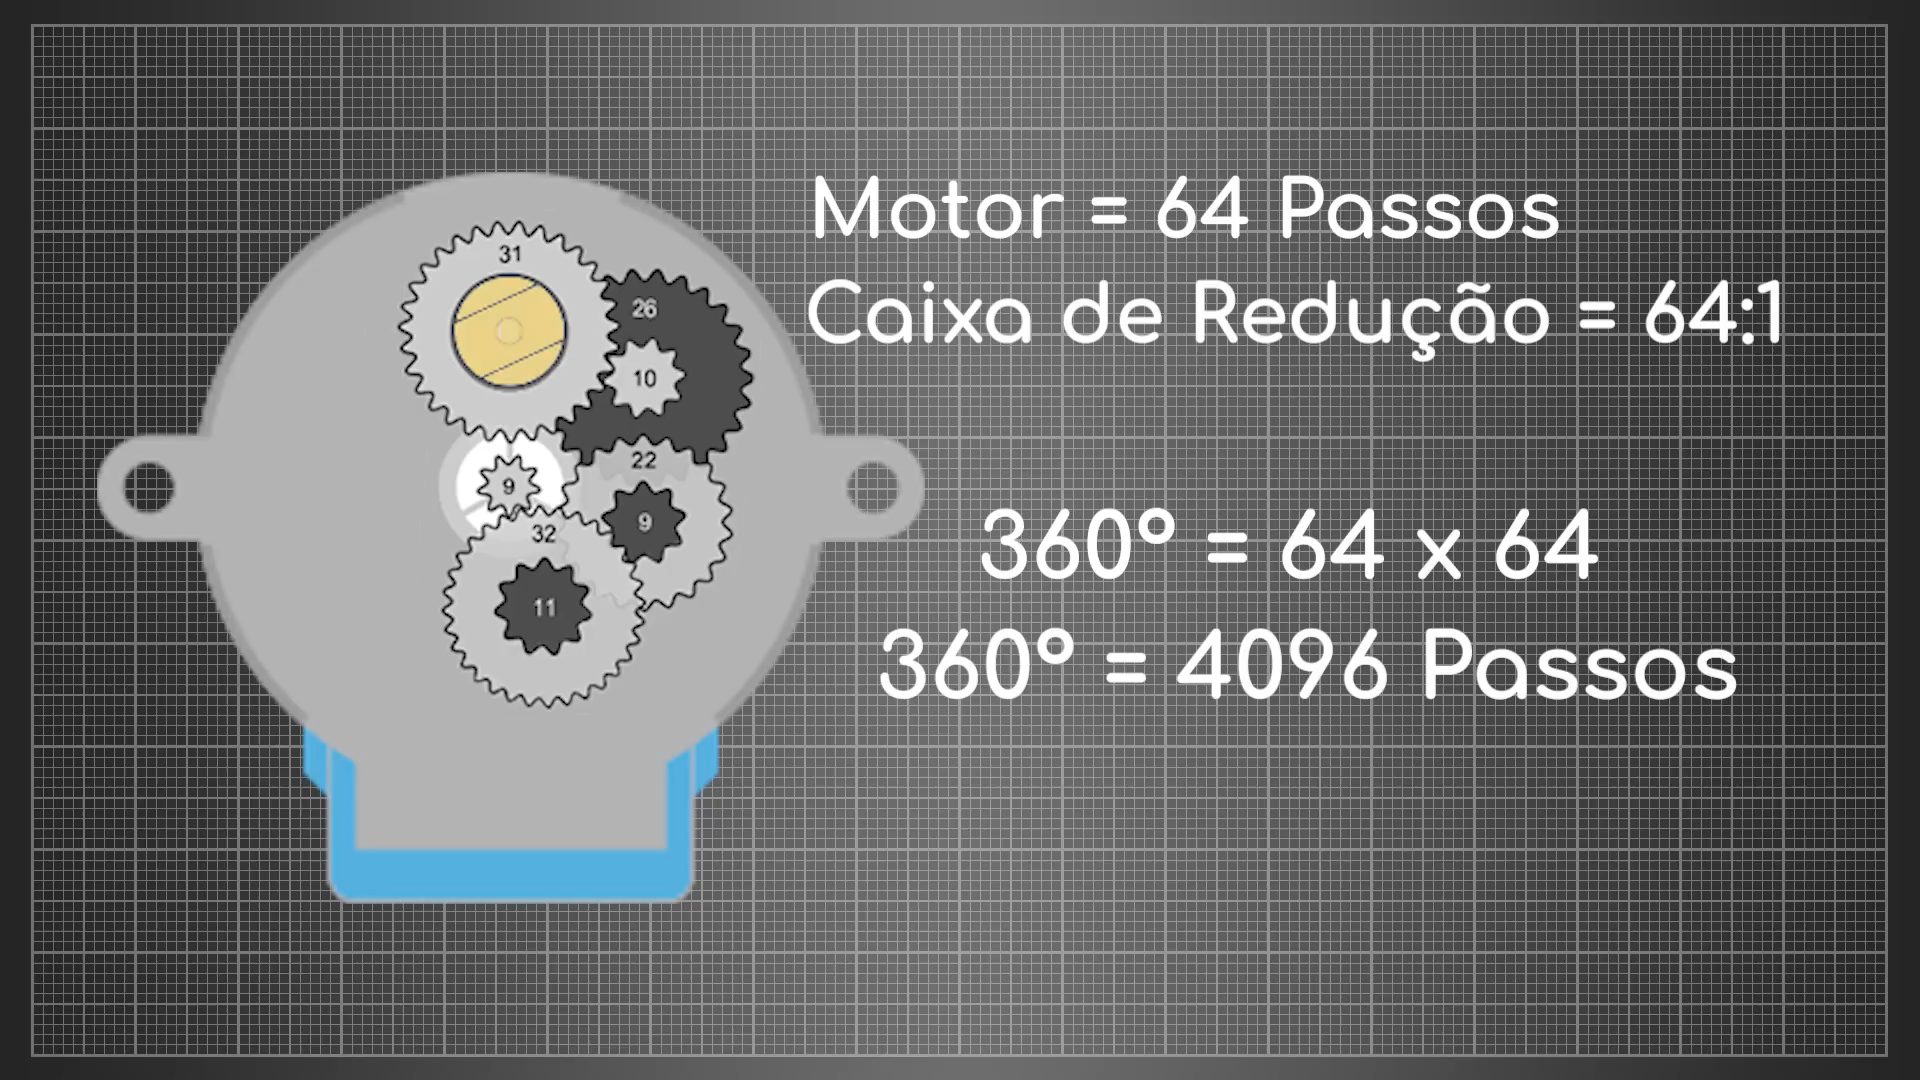 Motor = 64 Passos
Caixa de Redução = 64:1
360° = 64 x 64
360° = 4096 Passos
31
26
10
22
9
9
32
11